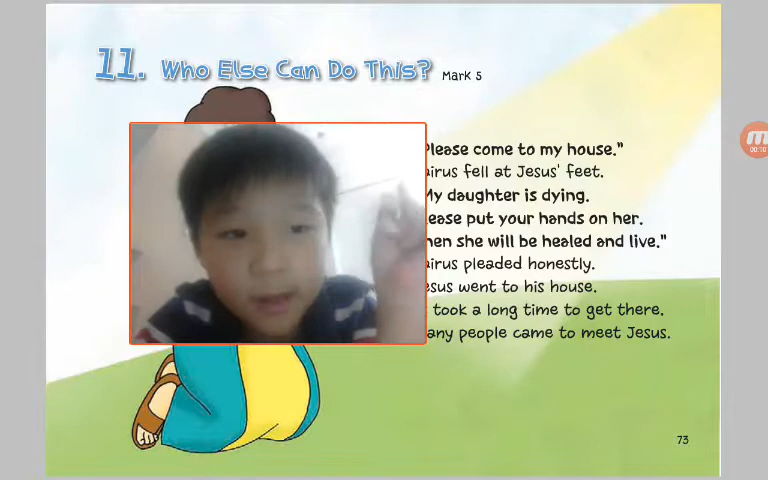 11. Who Else Can Do This? Mark 5
Please come to my house."
airus fell at Jesus' feet.
My daughter is dying.
lease put your hands on her.
hen she will be healed and live."
airus pleaded honestly.
esus went to his house.
took a long time to get there.
any people came to meet Jesus.
73